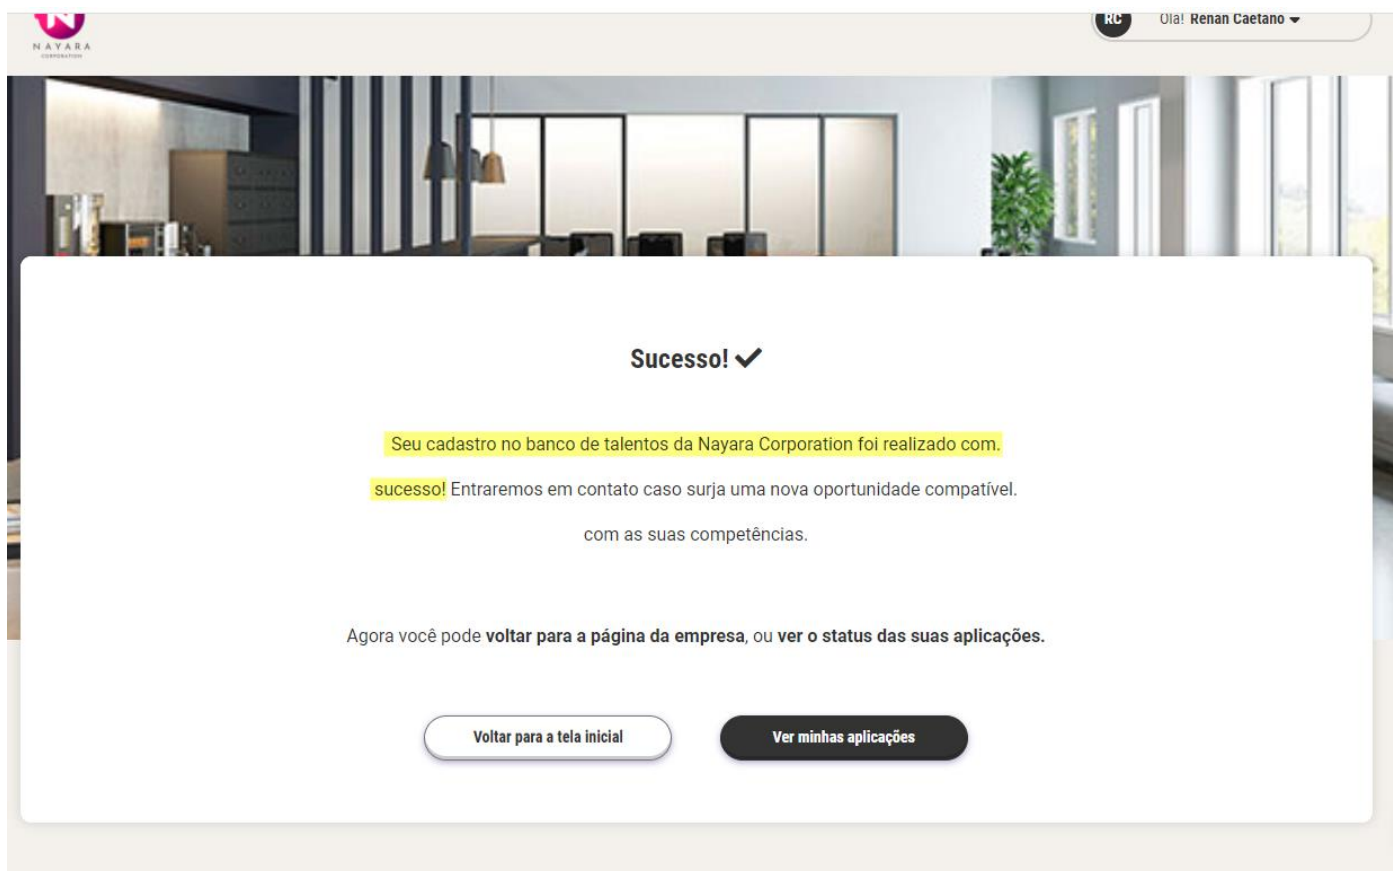 NAYARA
CORPORATION
RC Olá! Renan Caetano
Sucesso!
Seu cadastro no banco de talentos da Nayara Corporation foi realizado com.
sucesso! Entraremos em contato caso surja uma nova oportunidade compatível.
com as suas competências.
Agora você pode voltar para a página da empresa, ou ver o status das suas aplicações.
Voltar para a tela inicial
Ver minhas aplicações